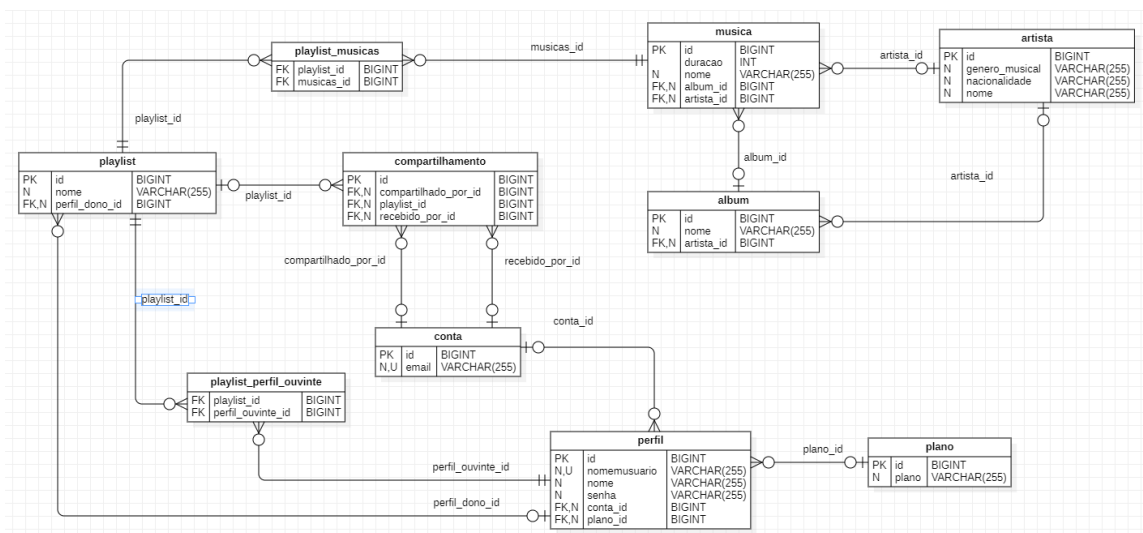 playlist_musicas
FK playlist_id BIGINT
FK musicas_id BIGINT
musicas_id
musica
PK id BIGINT
duracao INT
N nome VARCHAR(255)
FK,N album_id BIGINT
FK,N artista_id BIGINT
artista_id
artista
PK id BIGINT
N genero_musical VARCHAR(255)
N nacionalidade VARCHAR(255)
N nome VARCHAR(255)
playlist_id
album_id
artista_id
playlist
PK id BIGINT
N nome VARCHAR(255)
FK,N perfil_dono_id BIGINT
playlist_id
compartilhamento
PK id BIGINT
FK,N compartilhado_por_id BIGINT
FK,N playlist_id BIGINT
FK,N recebido_por_id BIGINT
album
PK id BIGINT
N nome VARCHAR(255)
FK,N artista_id BIGINT
compartilhado_por_id
recebido_por_id
playlist_id
conta_id
conta
PK id BIGINT
N,U email VARCHAR(255)
playlist_perfil_ouvinte
FK playlist_id BIGINT
FK perfil_ouvinte_id BIGINT
perfil_ouvinte_id
perfil_dono_id
perfil
PK id BIGINT
N,U nomemusuario VARCHAR(255)
N nome VARCHAR(255)
N senha VARCHAR(255)
FK,N conta_id BIGINT
FK,N plano_id BIGINT
plano_id
plano
PK id BIGINT
N plano VARCHAR(255)